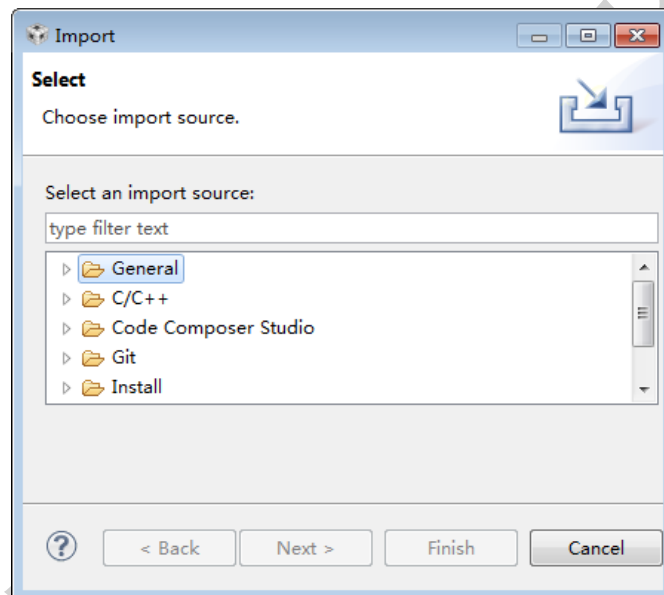 Import
Select
Choose import source.
Select an import source:
type filter text
General
C/C++
Code Composer Studio
Git
Install
?
< Back
Next >
Finish
Cancel